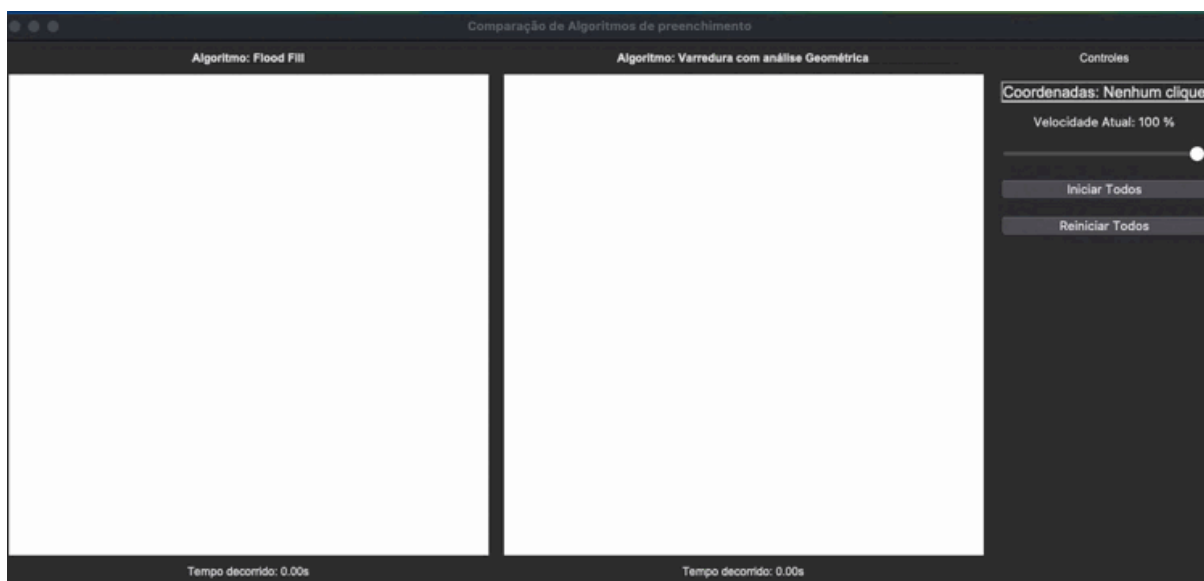 Comparação de Algoritmos de preenchimento
Algoritmo: Flood Fill
Algoritmo: Varredura com análise Geométrica
Controles
Coordenadas: Nenhum clique
Velocidade Atual: 100 %
Iniciar Todos
Reiniciar Todos
Tempo decorrido: 0.00s
Tempo decorrido: 0.00s